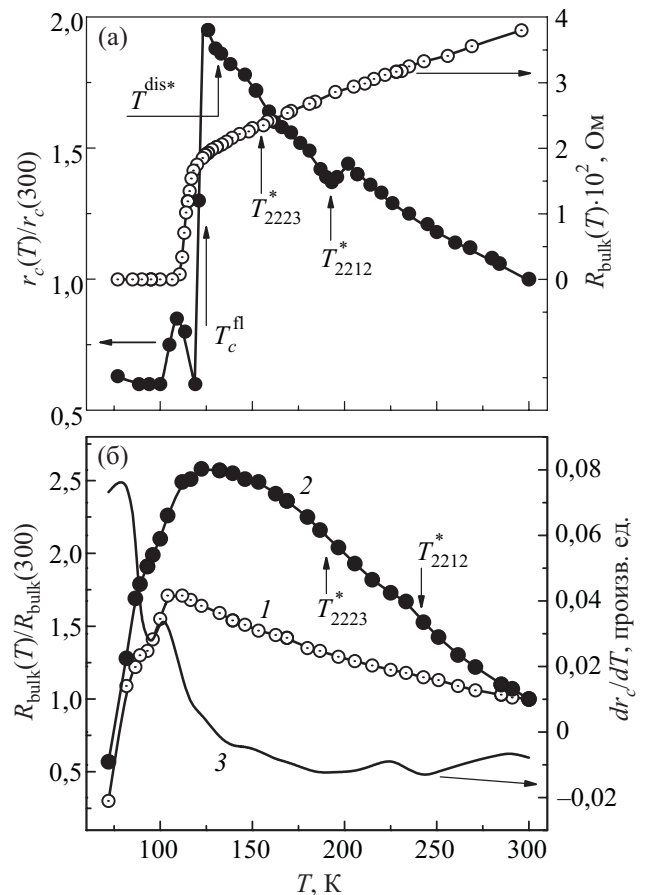 (а)
2,0
1,5
1,0
0,5
r_c(T)/r_c(300)
T^dis*
T*_2223
T*_2212
T_c^fl
4
3
2
1
0
R_bulk(T)·10², Ом
(б)
2,5
2,0
1,5
1,0
0,5
R_bulk(T)/R_bulk(300)
2
1
3
T*_2223
T*_2212
0,08
0,06
0,04
0,02
0
–0,02
dr_c/dT, произв. ед.
100 150 200 250 300
T, К